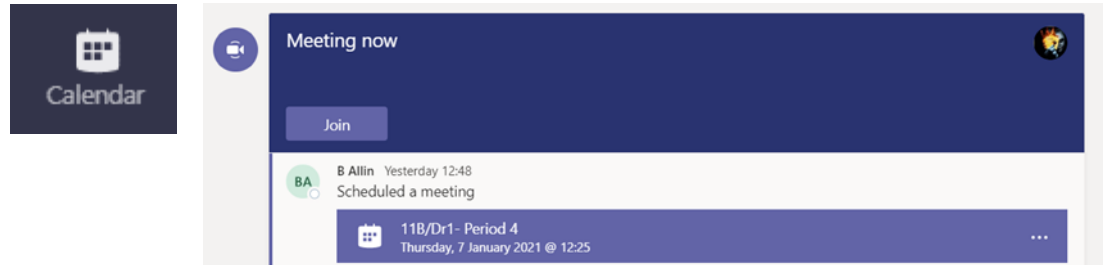 Calendar
Meeting now
Join
BA
B Allin Yesterday 12:48
Scheduled a meeting
11B/Dr1- Period 4
Thursday, 7 January 2021 @ 12:25